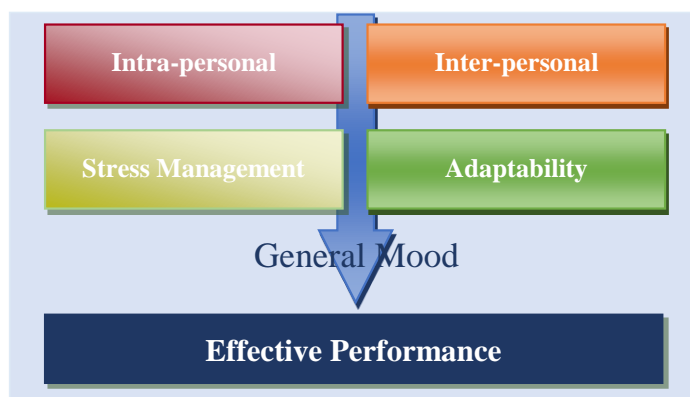 Intra-personal
Inter-personal
Stress Management
Adaptability
General Mood
Effective Performance